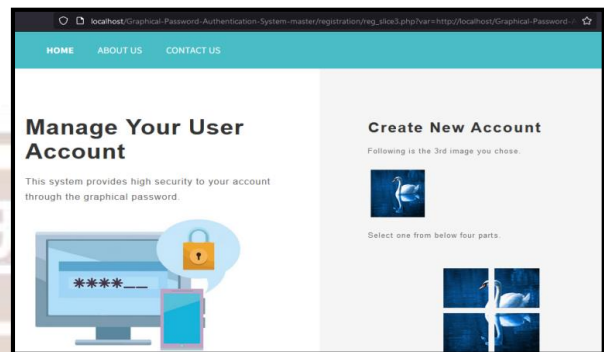 localhost/Graphical-Password-Authentication-System-master/registration/reg_slice3.php?var=http://localhost/Graphical-Password-
HOME ABOUT US CONTACT US
Manage Your User
Account
This system provides high security to your account
through the graphical password.
****__
Create New Account
Following is the 3rd image you chose.
Select one from below four parts.